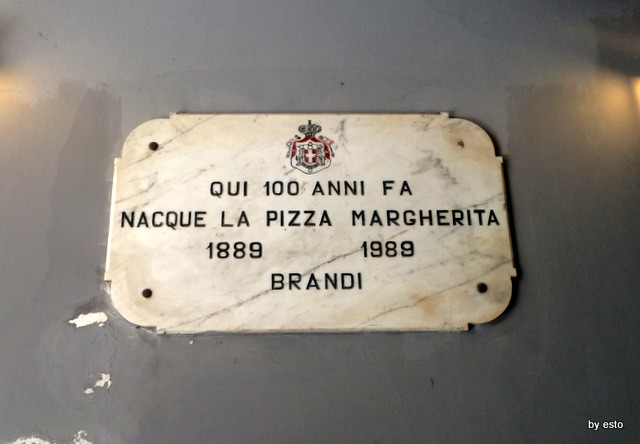 QUI 100 ANNI FA
NACQUE LA PIZZA MARGHERITA
1889 1989
BRANDI
by esto